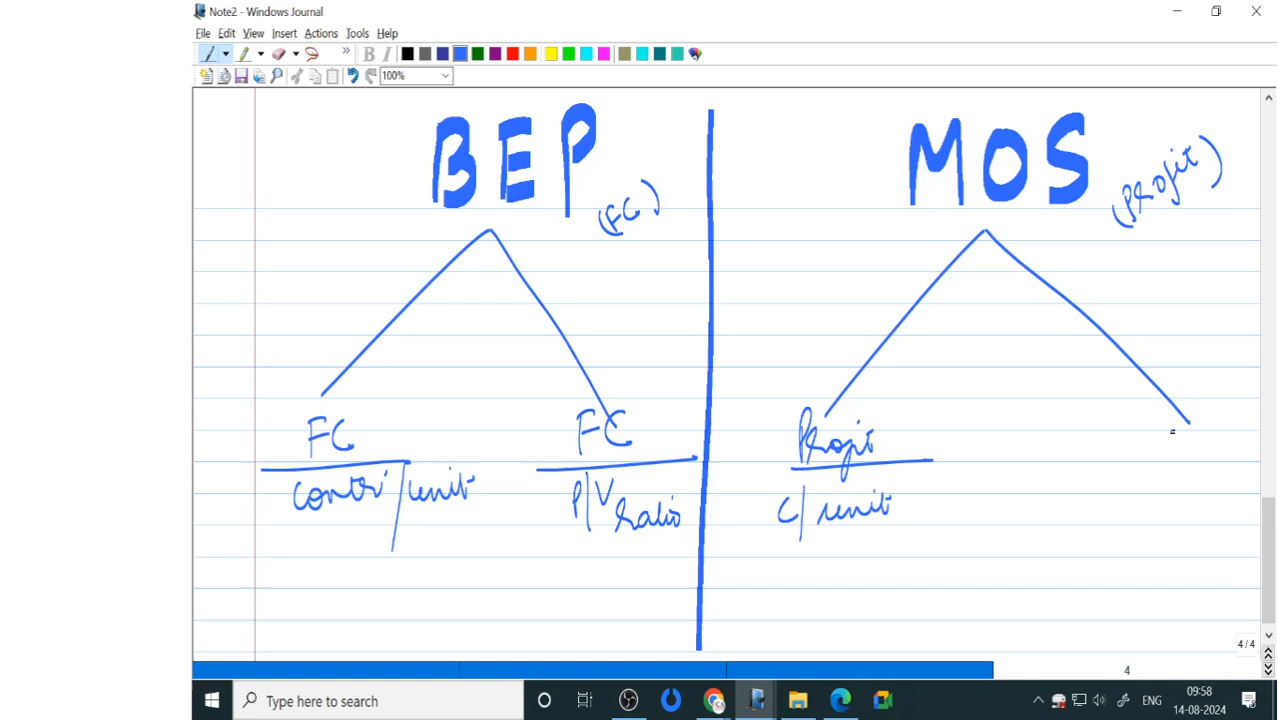 Note2 - Windows Journal
File Edit View Insert Actions Tools Help
» B I
100%
BEP
(FC)
MOS
(Profit)
FC
contri/unit
FC
P/V Ratio
Profit
c/unit
4/4
4
Type here to search
ENG
09:58
14-08-2024